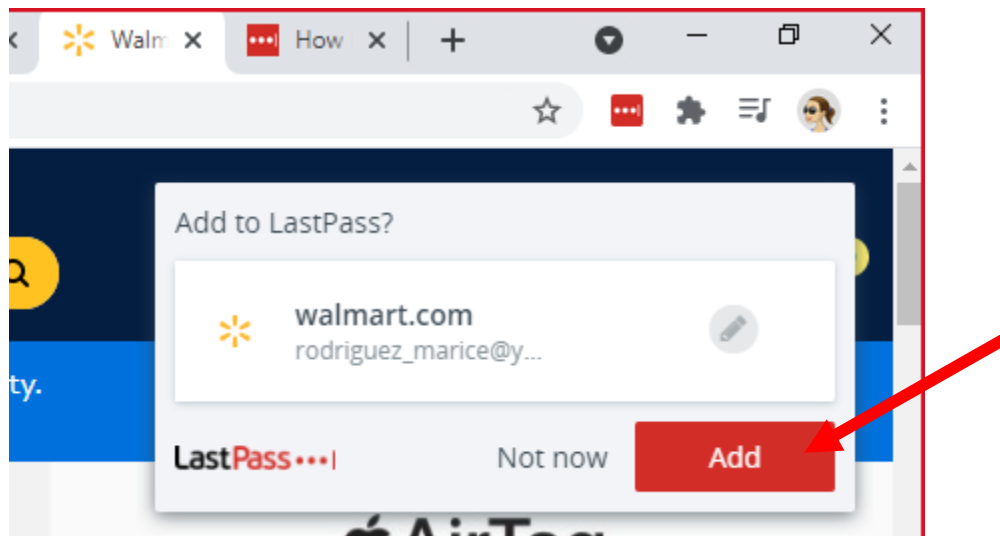 Walm
How
Add to LastPass?
walmart.com
rodriguez_marice@y...
ty.
LastPass
Not now
Add
AirTag